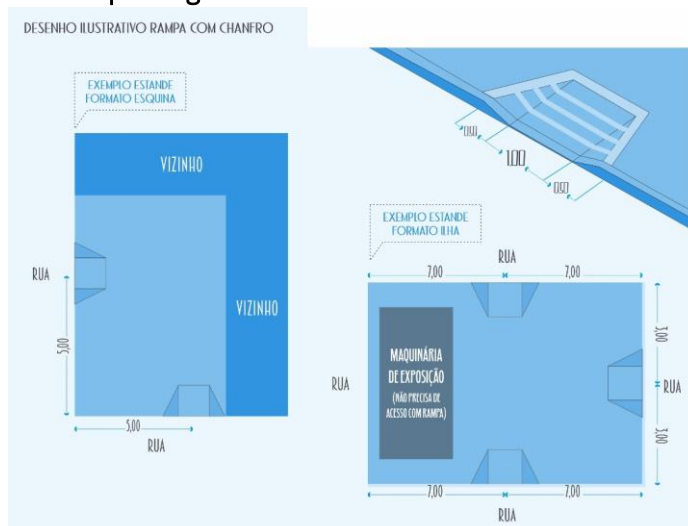 DESENHO ILUSTRATIVO RAMPA COM CHANFRO
EXEMPLO ESTANDE
FORMATO ESQUINA
VIZINHO
VIZINHO
RUA
5,00
5,00
RUA
1,00
EXEMPLO ESTANDE
FORMATO ILHA
RUA
7,00
7,00
MAQUINÁRIA
DE EXPOSIÇÃO
(NÃO PRECISA DE
ACESSO COM RAMPA)
RUA
3,00
RUA
3,00
7,00
7,00
RUA